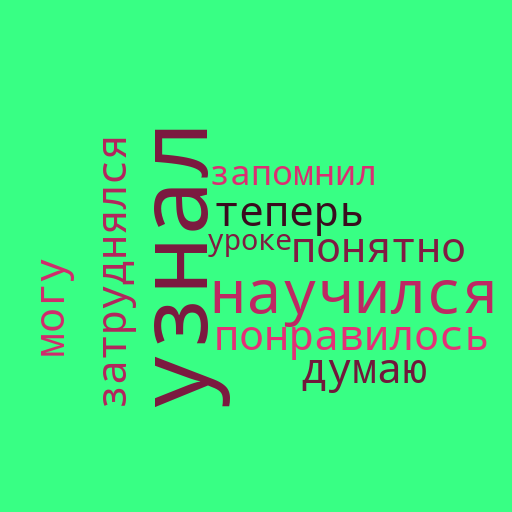 могу
затруднялся
узнал
запомнил
теперь
уроке
понятно
научился
понравилось
думаю